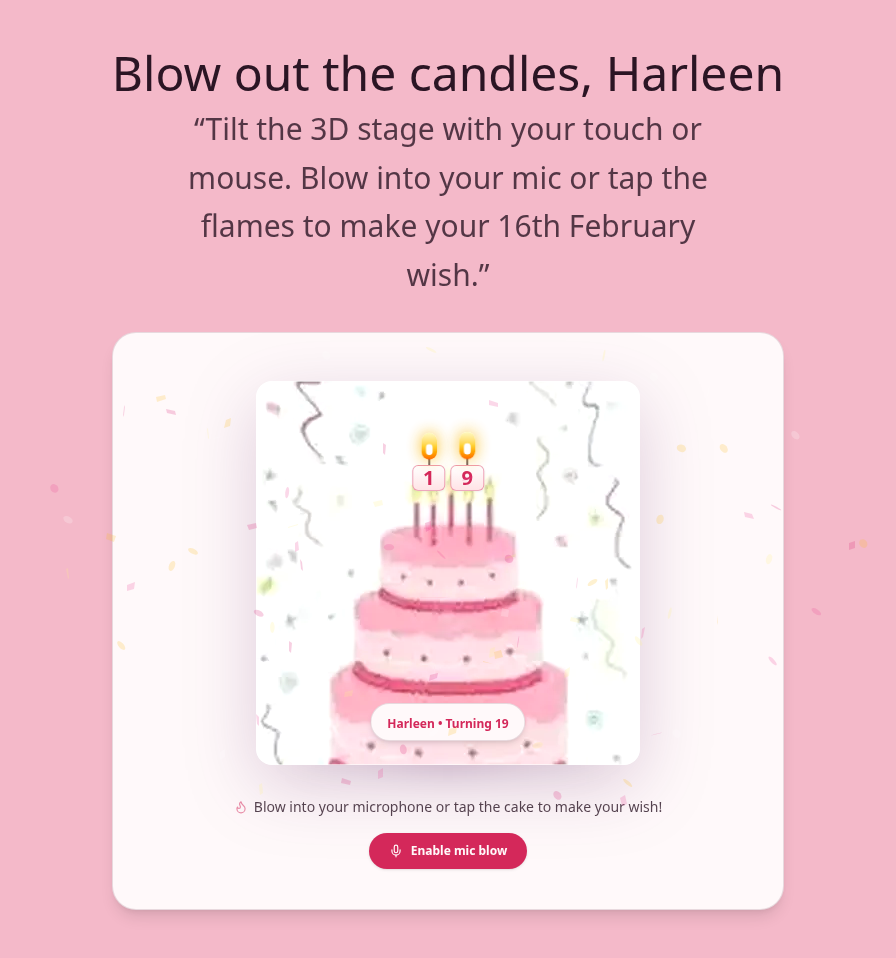 Blow out the candles, Harleen
“Tilt the 3D stage with your touch or
mouse. Blow into your mic or tap the
flames to make your 16th February
wish.”
1 9
Harleen • Turning 19
Blow into your microphone or tap the cake to make your wish!
Enable mic blow